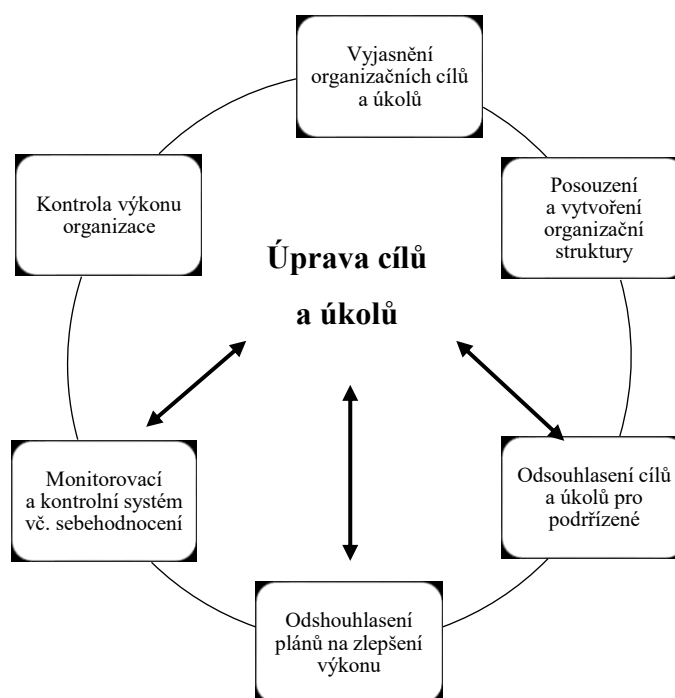 Vyjasnění
organizačních cílů
a úkolů
Posouzení
a vytvoření
organizační
struktury
Kontrola výkonu
organizace
Úprava cílů
a úkolů
Odsouhlasení cílů
a úkolů pro
podrřízené
Monitorovací
a kontrolní systém
vč. sebehodnocení
Odshouhlasení
plánů na zlepšení
výkonu